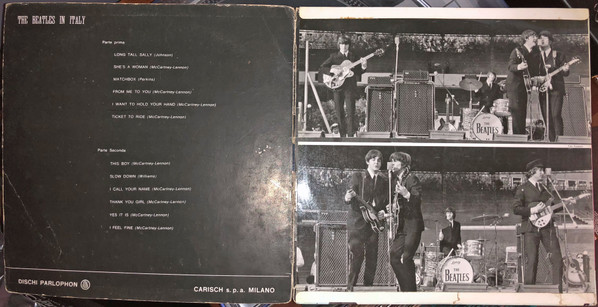 THE BEATLES IN ITALY
Parte prima
LONG TALL SALLY (Johnson)
SHE'S A WOMAN (McCartney-Lennon)
MATCHBOX (Perkins)
FROM ME TO YOU (McCartney-Lennon)
I WANT TO HOLD YOUR HAND (McCartney-Lennon)
TICKET TO RIDE (McCartney-Lennon)
Parte Seconda
THIS BOY (McCartney-Lennon)
SLOW DOWN (Williams)
I CALL YOUR NAME (McCartney-Lennon)
THANK YOU GIRL (McCartney-Lennon)
YES IT IS (McCartney-Lennon)
I FEEL FINE (McCartney-Lennon)
DISCHI PARLOPHON
CARISCH s.p.a. MILANO
THE
BEATLES
THE
BEATLES